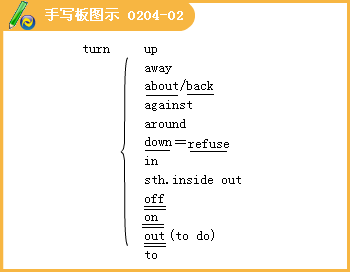 手写板图示 0204-02
turn up
away
about/back
against
around
down=refuse
in
sth.inside out
off
on
out(to do)
to